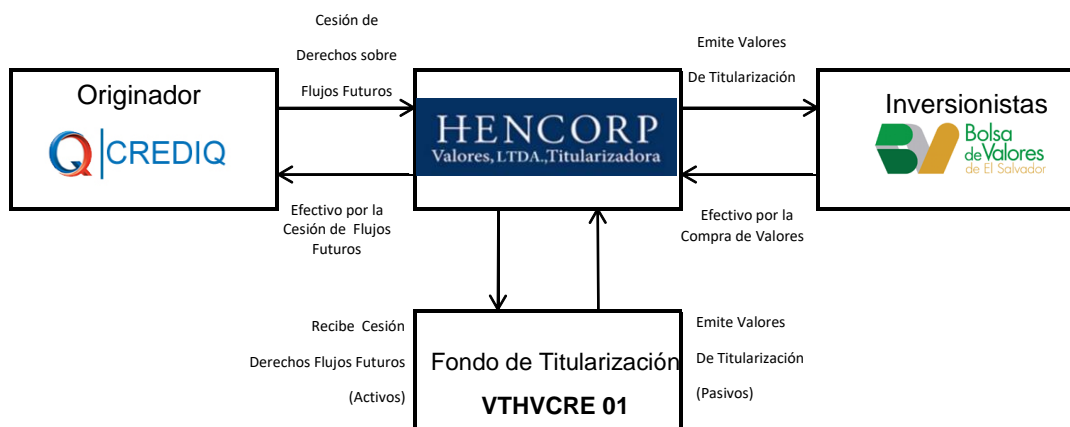 Cesión de
Derechos sobre
Flujos Futuros
Emite Valores
De Titularización
Originador
CREDIQ
HENCORP
Valores, LTDA., Titularizadora
Inversionistas
Bolsa
de Valores
de El Salvador
Efectivo por la
Cesión de Flujos
Futuros
Efectivo por la
Compra de Valores
Recibe Cesión
Derechos Flujos Futuros
(Activos)
Fondo de Titularización
VTHVCRE 01
Emite Valores
De Titularización
(Pasivos)